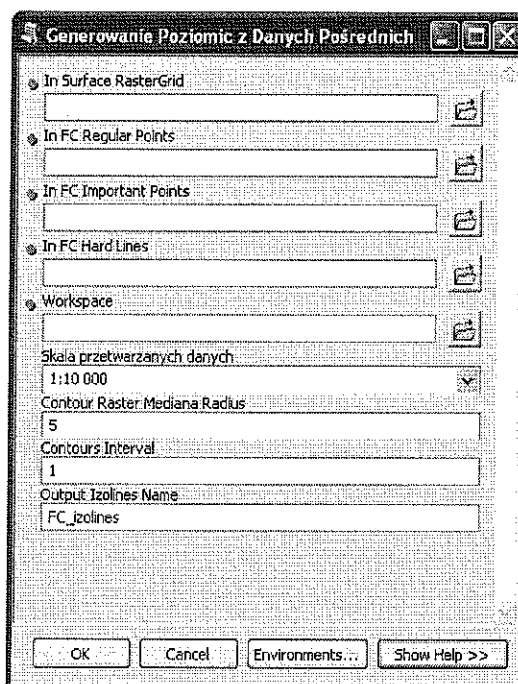 Generowanie Poziomic z Danych Pośrednich
In Surface RasterGrid
In FC Regular Points
In FC Important Points
In FC Hard Lines
Workspace
Skala przetwarzanych danych
1:10 000
Contour Raster Mediana Radius
5
Contours Interval
1
Output Izolines Name
FC_izolines
OK
Cancel
Environments...
Show Help >>